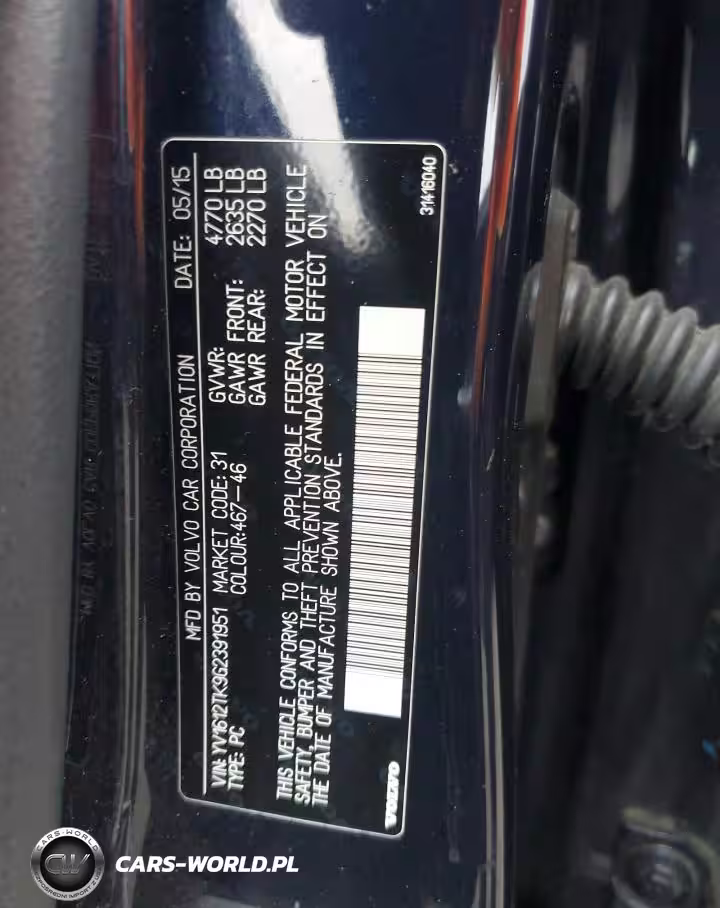 MFD BY VOLVO CAR CORPORATION DATE: 05/15
VIN: YV1612TK9G2391951 MARKET CODE: 31 GVWR: 4770 LB
TYPE: PC COLOUR:467-46 GAWR FRONT: 2635 LB
GAWR REAR: 2270 LB
THIS VEHICLE CONFORMS TO ALL APPLICABLE FEDERAL MOTOR VEHICLE
SAFETY, BUMPER AND THEFT PREVENTION STANDARDS IN EFFECT ON
THE DATE OF MANUFACTURE SHOWN ABOVE.
VOLVO 31416040
CARS-WORLD
CW
CARS-WORLD.PL